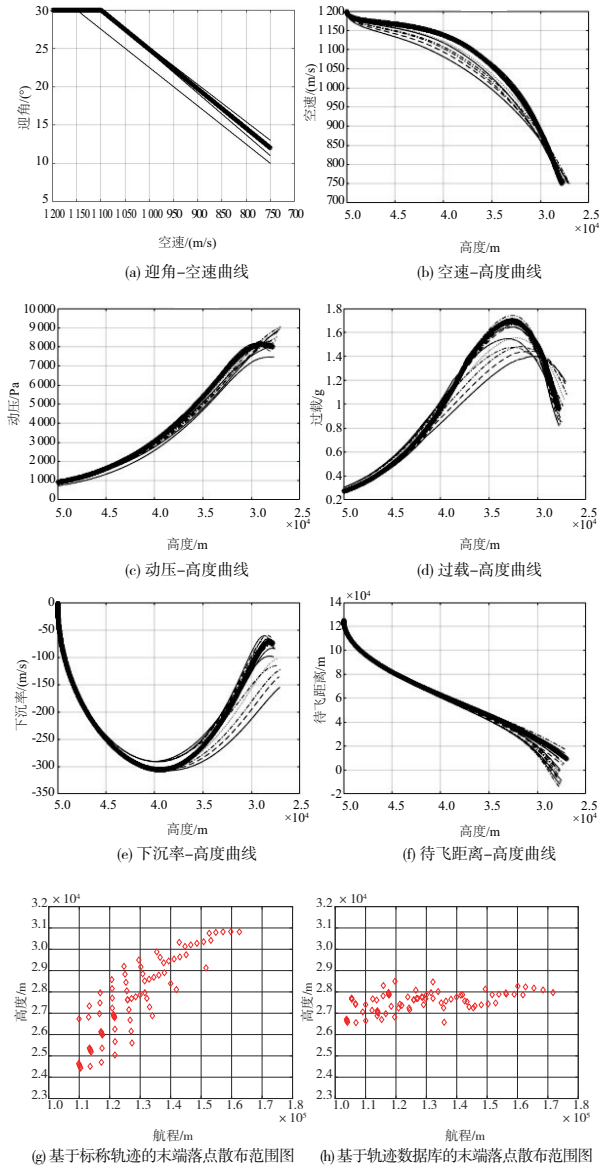 30
25
20
15
10
5
1 200 1 150 1 100 1 050 1 000 950 900 850 800 750 700
迎角/(°)
空速/(m/s)
(a) 迎角-空速曲线
1 200
1 150
1 100
1 050
1 000
950
900
850
800
750
700
5.0 4.5 4.0 3.5 3.0 2.5
×10⁴
空速/(m/s)
高度/m
(b) 空速-高度曲线
10 000
9 000
8 000
7 000
6 000
5 000
4 000
3 000
2 000
1 000
0
5.0 4.5 4.0 3.5 3.0 2.5
×10⁴
动压/Pa
高度/m
(c) 动压-高度曲线
1.8
1.6
1.4
1.2
1
0.8
0.6
0.4
0.2
5.0 4.5 4.0 3.5 3.0 2.5
×10⁴
过载/g
高度/m
(d) 过载-高度曲线
0
-50
-100
-150
-200
-250
-300
-350
5.0 4.5 4.0 3.5 3.0 2.5
×10⁴
下沉率/(m/s)
高度/m
(e) 下沉率-高度曲线
×10⁴
14
12
10
8
6
4
2
0
-2
5.0 4.5 4.0 3.5 3.0 2.5
×10⁴
待飞距离/m
高度/m
(f) 待飞距离-高度曲线
×10⁴
3.2
3.1
3.0
2.9
2.8
2.7
2.6
2.5
2.4
2.3
1.0 1.1 1.2 1.3 1.4 1.5 1.6 1.7 1.8
×10⁵
高度/m
航程/m
(g) 基于标称轨迹的末端落点散布范围图
×10⁴
3.2
3.1
3.0
2.9
2.8
2.7
2.6
2.5
2.4
2.3
1.0 1.1 1.2 1.3 1.4 1.5 1.6 1.7 1.8
×10⁵
高度/m
航程/m
(h) 基于轨迹数据库的末端落点散布范围图